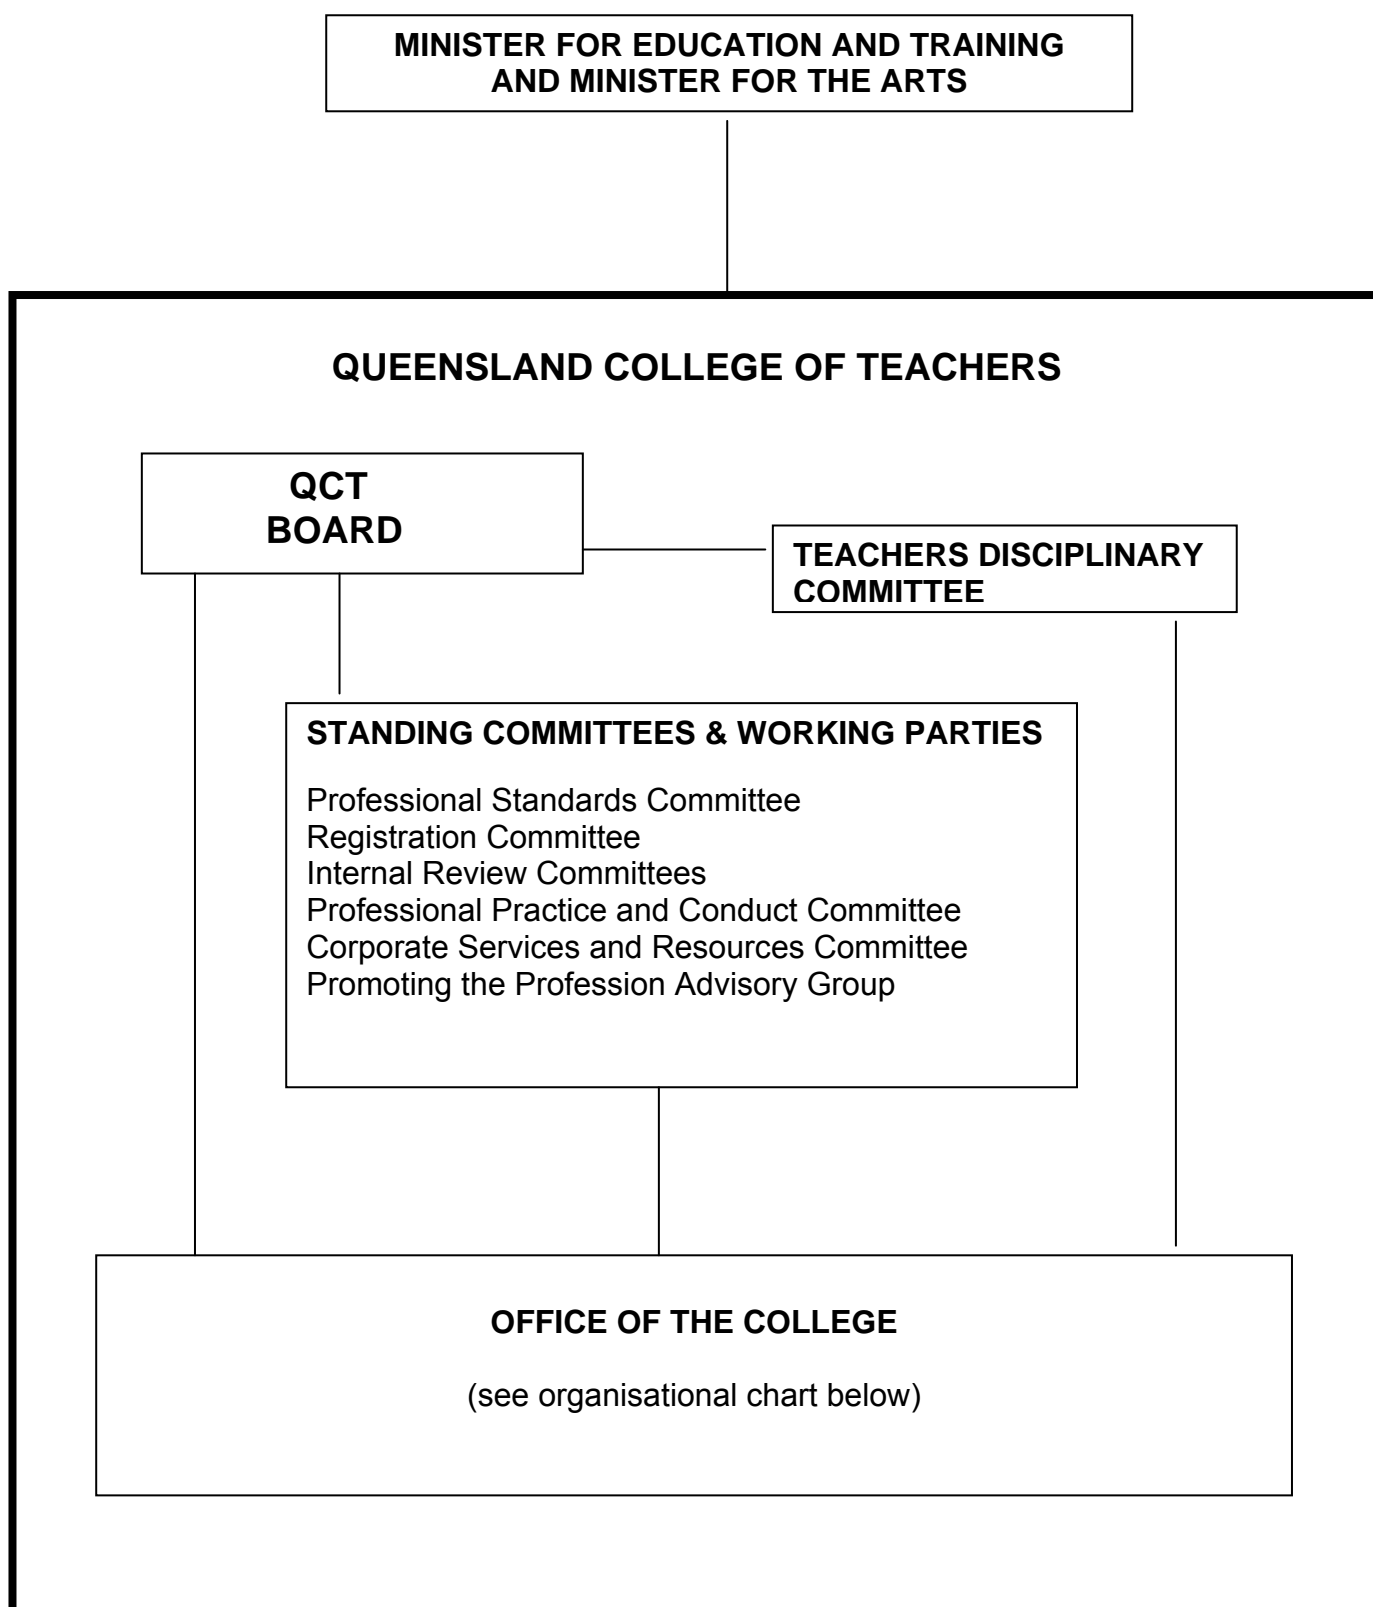 MINISTER FOR EDUCATION AND TRAINING
AND MINISTER FOR THE ARTS
QUEENSLAND COLLEGE OF TEACHERS
QCT
BOARD
TEACHERS DISCIPLINARY
COMMITTEE
STANDING COMMITTEES & WORKING PARTIES
Professional Standards Committee
Registration Committee
Internal Review Committees
Professional Practice and Conduct Committee
Corporate Services and Resources Committee
Promoting the Profession Advisory Group
OFFICE OF THE COLLEGE
(see organisational chart below)